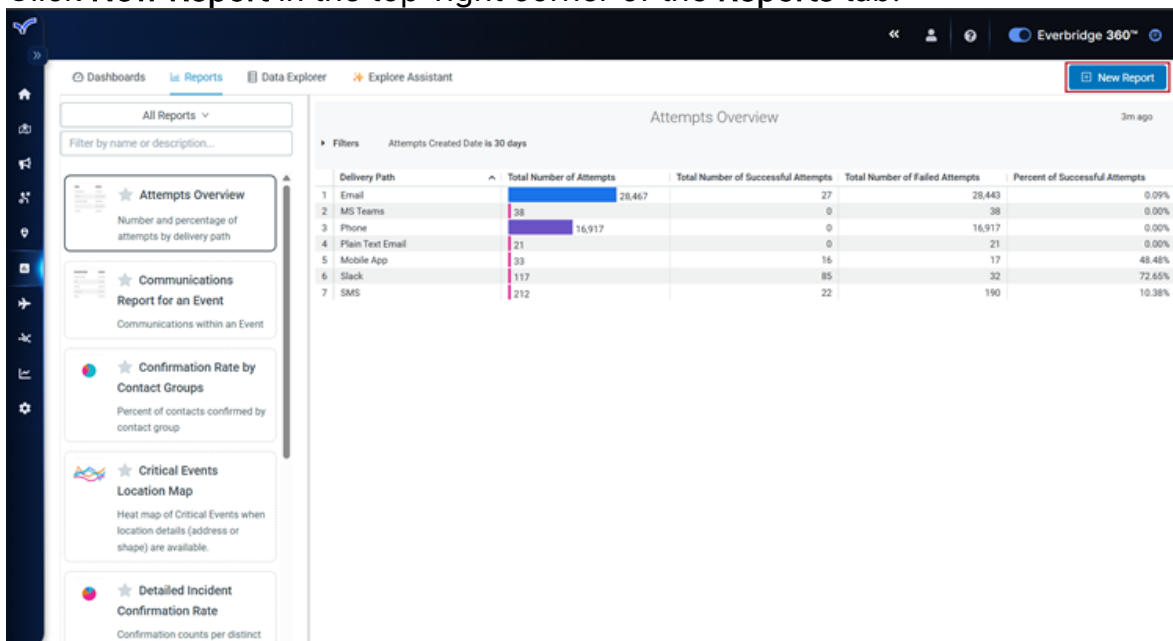 Click New Report in the top-right corner of the Reports tab.
Everbridge 360™
Dashboards Reports Data Explorer Explore Assistant
New Report
All Reports
Filter by name or description...
Attempts Overview
Number and percentage of
attempts by delivery path
Communications
Report for an Event
Communications within an Event
Confirmation Rate by
Contact Groups
Percent of contacts confirmed by
contact group
Critical Events
Location Map
Heat map of Critical Events when
location details (address or
shape) are available.
Detailed Incident
Confirmation Rate
Confirmation counts per distinct
Attempts Overview
3m ago
Filters Attempts Created Date is 30 days
Delivery Path Total Number of Attempts Total Number of Successful Attempts Total Number of Failed Attempts Percent of Successful Attempts
1 Email 28,467 27 28,443 0.09%
2 MS Teams 38 0 38 0.00%
3 Phone 16,917 0 16,917 0.00%
4 Plain Text Email 21 0 21 0.00%
5 Mobile App 33 16 17 48.48%
6 Slack 117 85 32 72.65%
7 SMS 212 22 190 10.38%